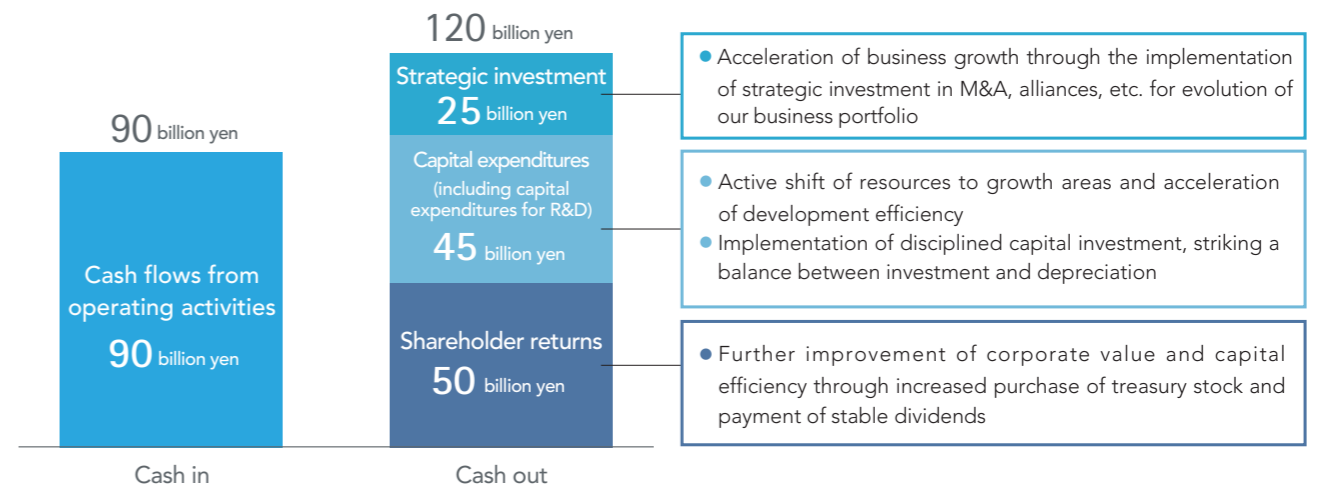 90 billion yen
Cash flows from
operating activities
90 billion yen
Cash in
120 billion yen
Strategic investment
25 billion yen
Capital expenditures
(including capital
expenditures for R&D)
45 billion yen
Shareholder returns
50 billion yen
Cash out
● Acceleration of business growth through the implementation
of strategic investment in M&A, alliances, etc. for evolution of
our business portfolio
● Active shift of resources to growth areas and acceleration
of development efficiency
● Implementation of disciplined capital investment, striking a
balance between investment and depreciation
● Further improvement of corporate value and capital
efficiency through increased purchase of treasury stock and
payment of stable dividends